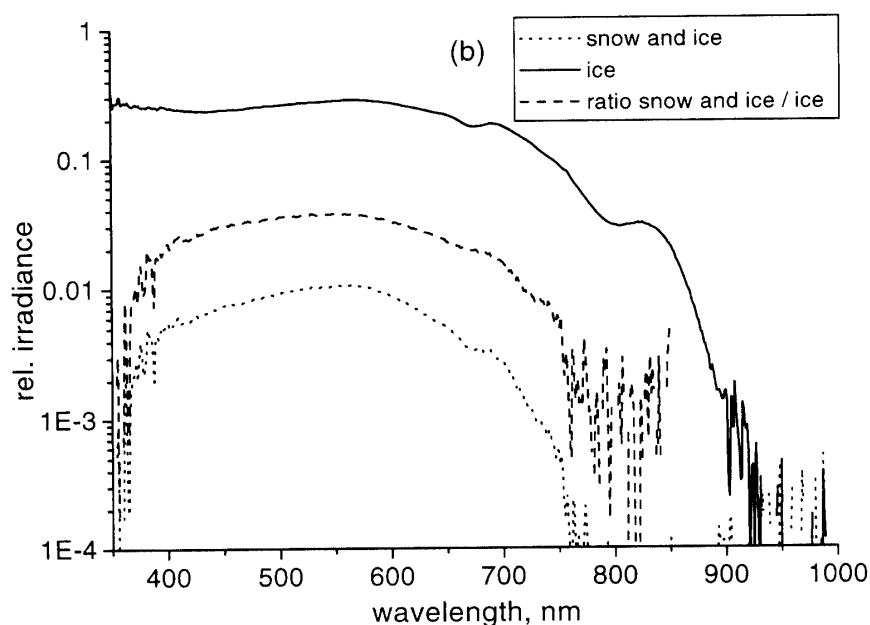 (b)
snow and ice
ice
ratio snow and ice / ice
rel. irradiance
1
0.1
0.01
1E-3
1E-4
400 500 600 700 800 900 1000
wavelength, nm